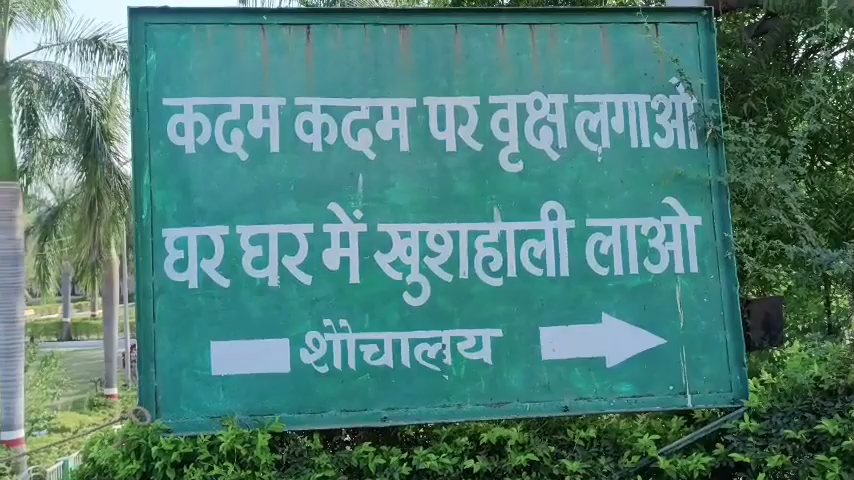 कदम कदम पर वृक्ष लगाओ
घर घर में खुशहाली लाओ
शौचालय